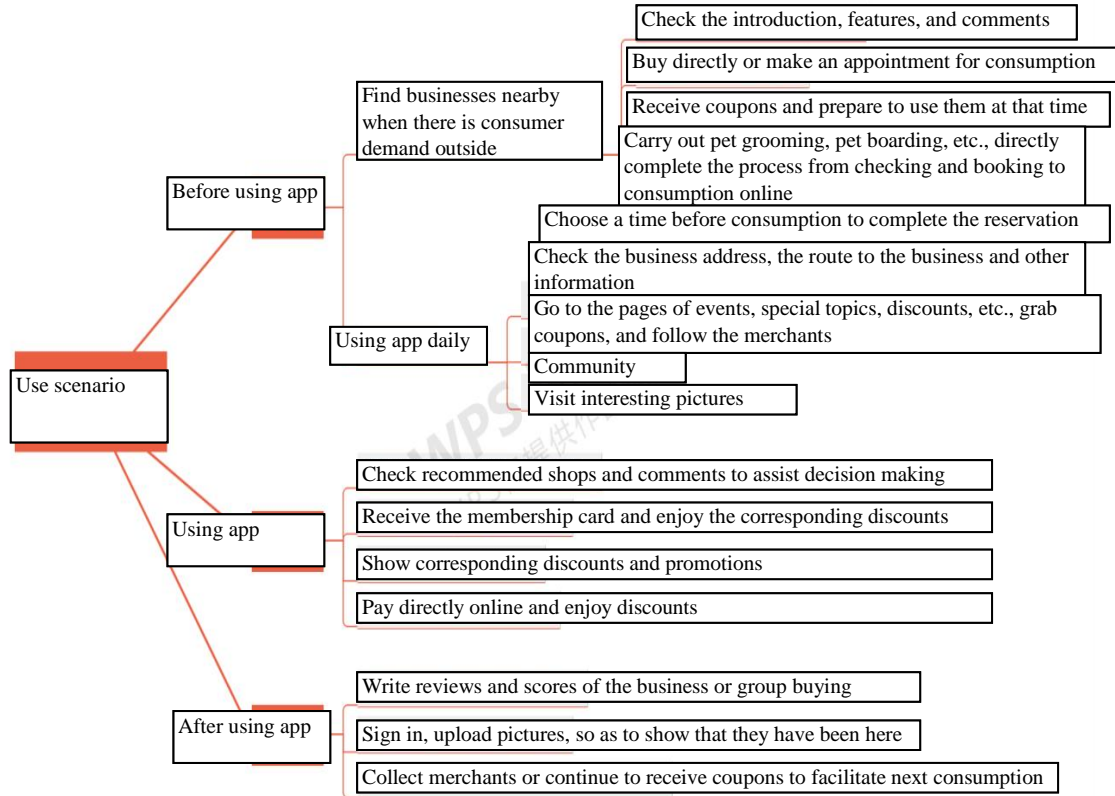 Check the introduction, features, and comments
Buy directly or make an appointment for consumption
Find businesses nearby
when there is consumer
demand outside
Receive coupons and prepare to use them at that time
Carry out pet grooming, pet boarding, etc., directly
complete the process from checking and booking to
consumption online
Before using app
Choose a time before consumption to complete the reservation
Check the business address, the route to the business and other
information
Go to the pages of events, special topics, discounts, etc., grab
coupons, and follow the merchants
Using app daily
Community
Visit interesting pictures
Use scenario
WPS
提供
Check recommended shops and comments to assist decision making
Receive the membership card and enjoy the corresponding discounts
Using app
Show corresponding discounts and promotions
Pay directly online and enjoy discounts
Write reviews and scores of the business or group buying
After using app
Sign in, upload pictures, so as to show that they have been here
Collect merchants or continue to receive coupons to facilitate next consumption